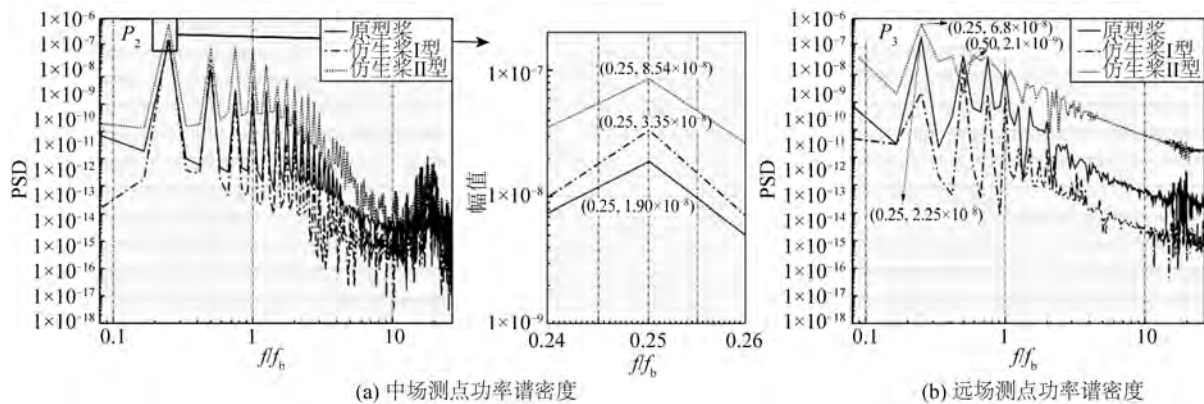 P₂
原型桨
仿生桨I型
仿生桨II型
1×10⁻⁶
1×10⁻⁷
1×10⁻⁸
1×10⁻⁹
1×10⁻¹⁰
1×10⁻¹¹
1×10⁻¹²
1×10⁻¹³
1×10⁻¹⁴
1×10⁻¹⁵
1×10⁻¹⁶
1×10⁻¹⁷
1×10⁻¹⁸
PSD
0.1
1
10
f/f_b
1×10⁻⁷
1×10⁻⁸
1×10⁻⁹
幅值
(0.25, 8.54×10⁻⁸)
(0.25, 3.35×10⁻⁸)
(0.25, 1.90×10⁻⁸)
0.24
0.25
0.26
f/f_b
(a) 中场测点功率谱密度
P₃
(0.25, 6.8×10⁻⁸)
(0.50, 2.1×10⁻⁹)
原型桨
仿生桨I型
仿生桨II型
1×10⁻⁶
1×10⁻⁷
1×10⁻⁸
1×10⁻⁹
1×10⁻¹⁰
1×10⁻¹¹
1×10⁻¹²
1×10⁻¹³
1×10⁻¹⁴
1×10⁻¹⁵
1×10⁻¹⁶
1×10⁻¹⁷
1×10⁻¹⁸
PSD
(0.25, 2.25×10⁻⁸)
0.1
1
10
f/f_b
(b) 远场测点功率谱密度